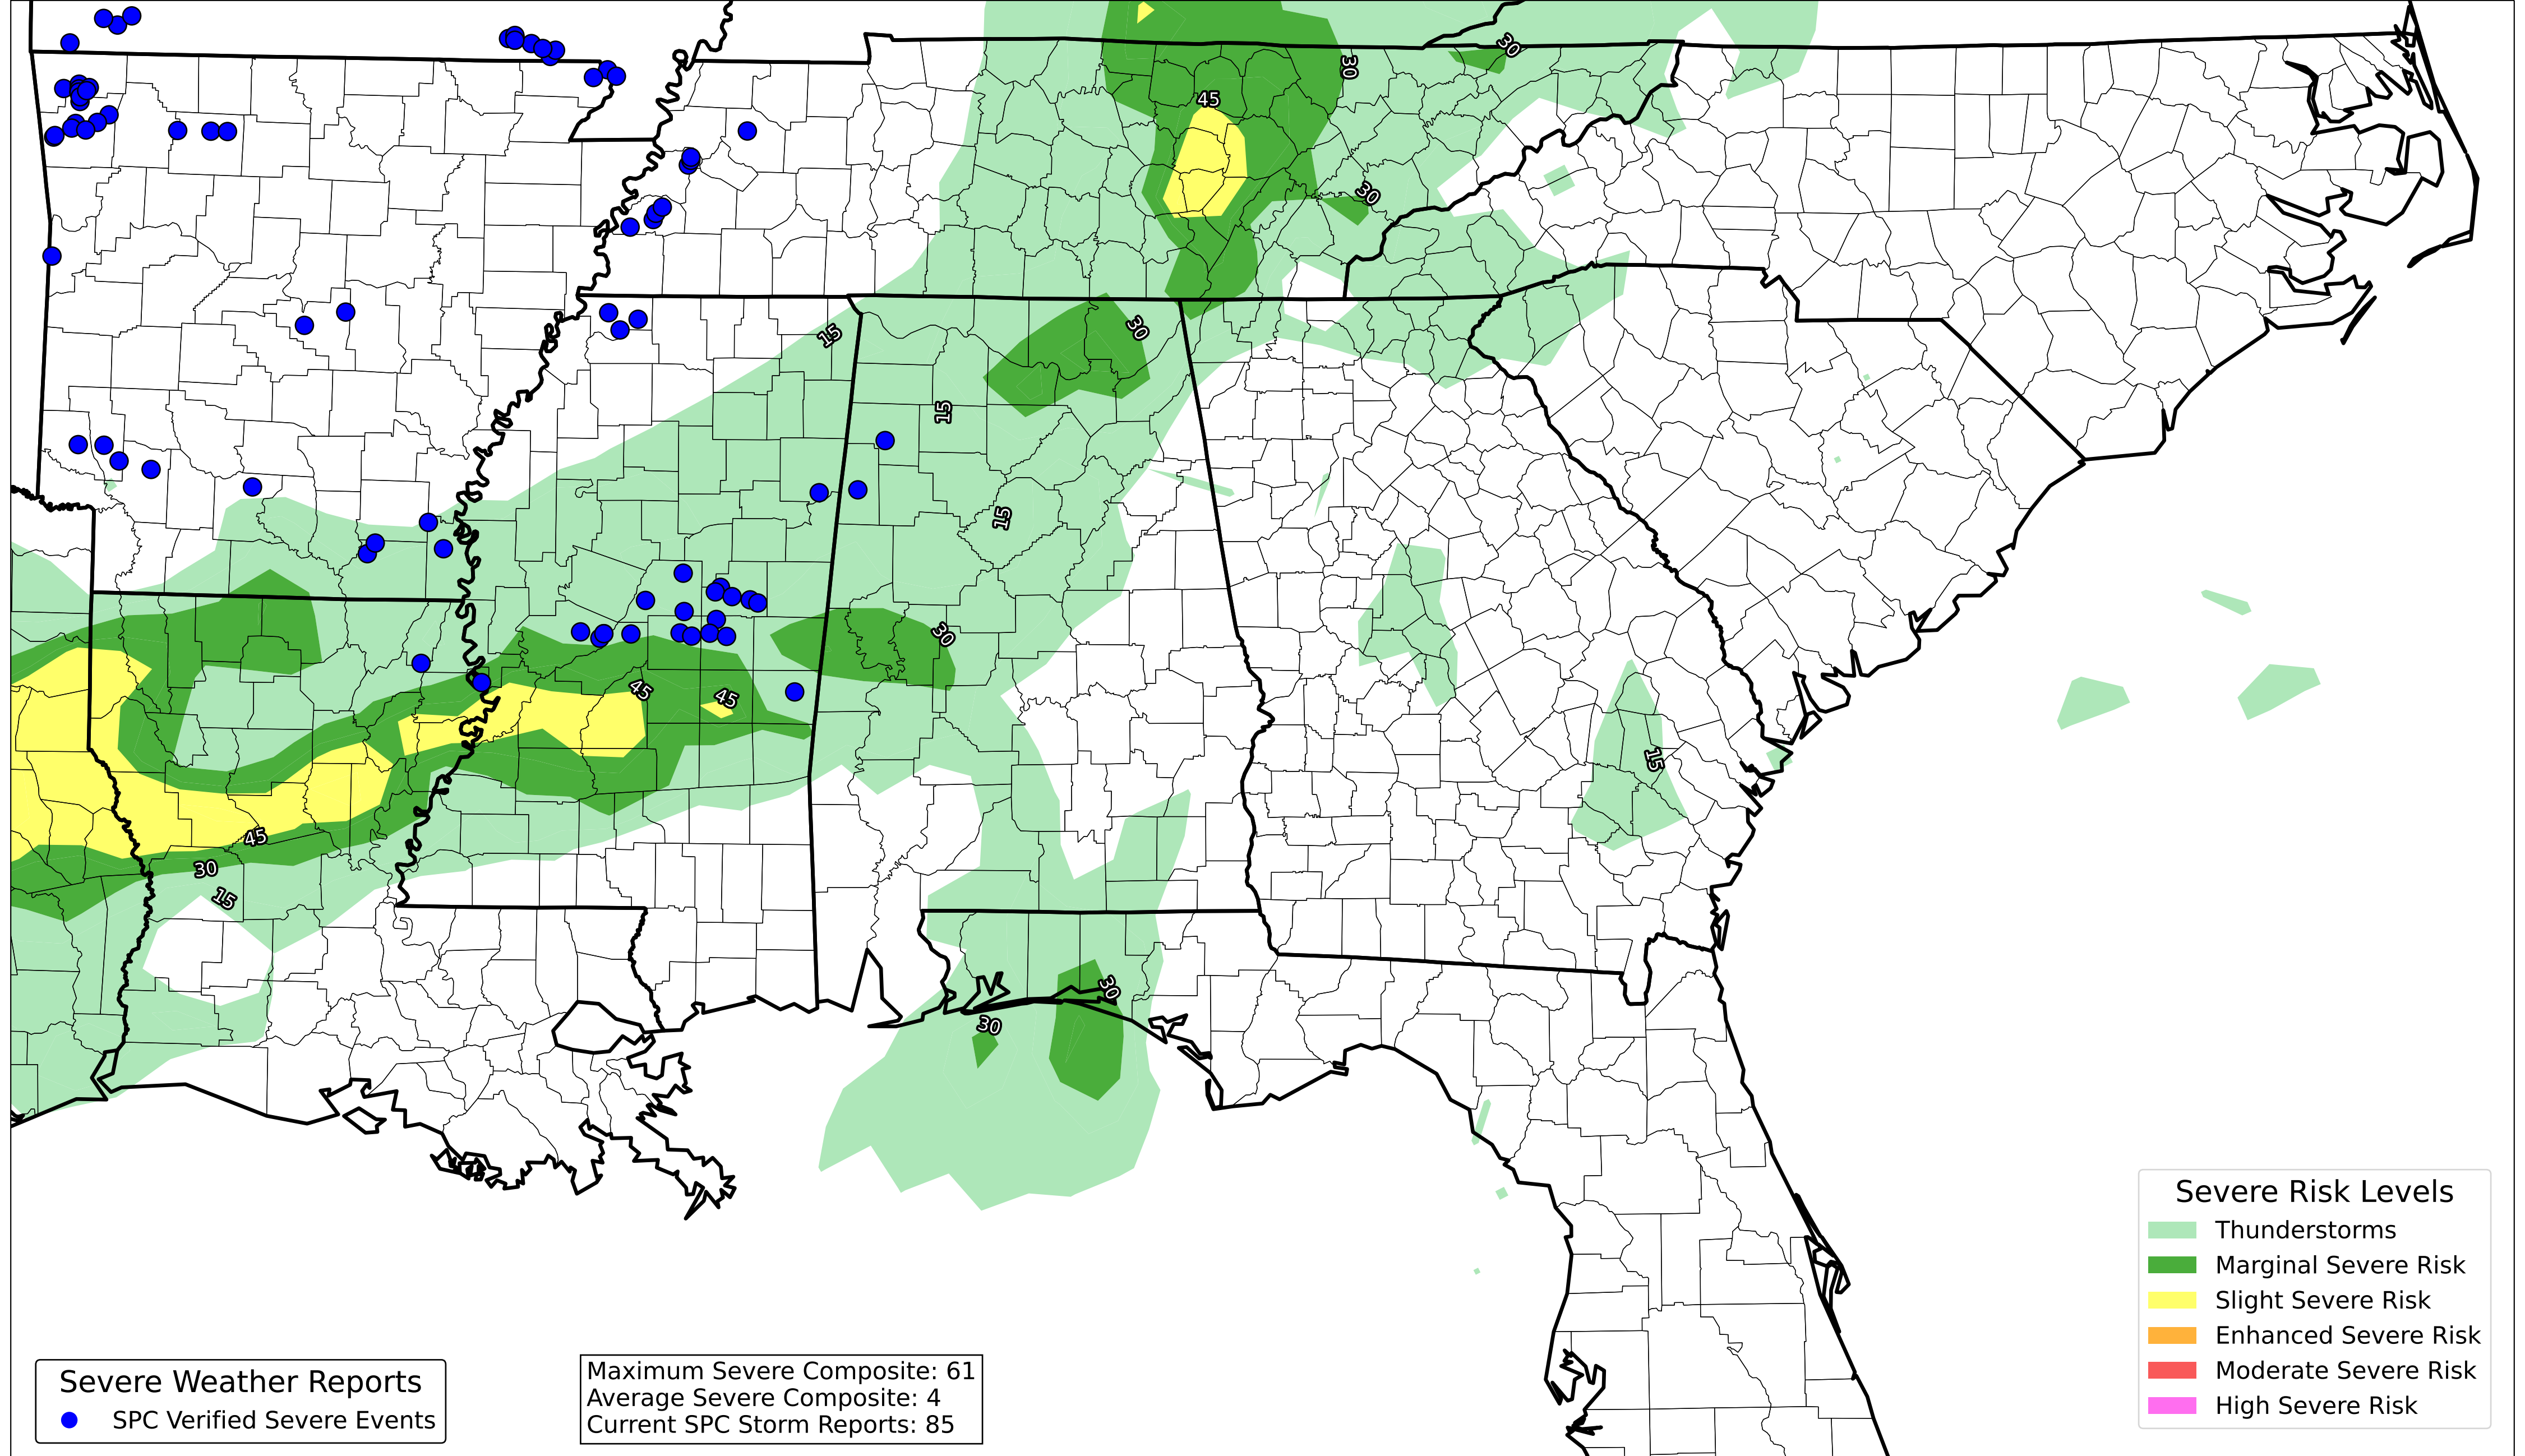 30
30
45
30
15
30
15
15
30
45
45
15
45
30
15
30
30
Severe Risk Levels
Thunderstorms
Marginal Severe Risk
Slight Severe Risk
Enhanced Severe Risk
Moderate Severe Risk
High Severe Risk
Severe Weather Reports
SPC Verified Severe Events
Maximum Severe Composite: 61
Average Severe Composite: 4
Current SPC Storm Reports: 85